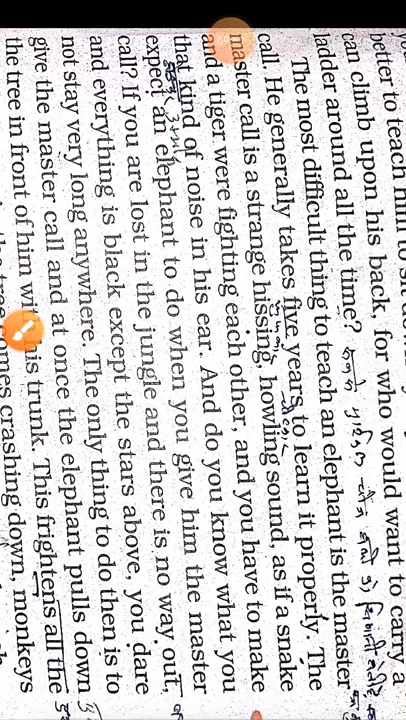 better to teach him to sit down
can climb upon his back, for who would want to carry a
ladder around all the time?
The most difficult thing to teach an elephant is the master
call. He generally takes five years to learn it properly. The
master call is a strange hissing, howling sound, as if a snake
and a tiger were fighting each other, and you have to make
that kind of noise in his ear. And do you know what you
expect an elephant to do when you give him the master
call? If you are lost in the jungle and there is no way out,
and everything is black except the stars above, you dare
not stay very long anywhere. The only thing to do then is to
give the master call and at once the elephant pulls down
the tree in front of him his trunk. This frightens all the
crashing down, monkeys